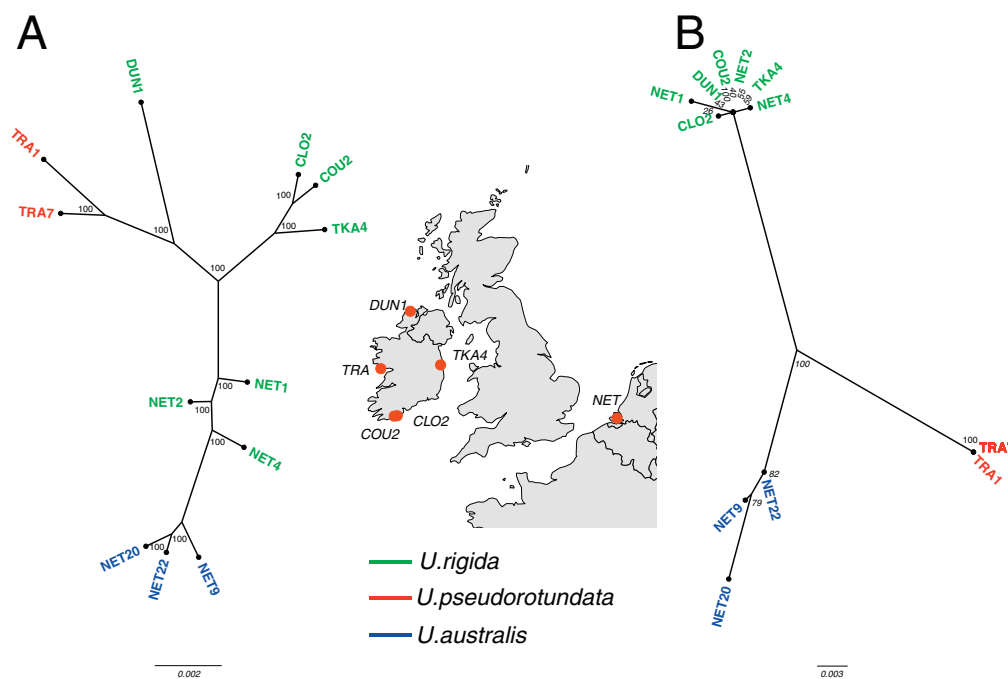 A
DUN1
TRA1
TRA7
100
100
100
CLO2
COU2
100
100
TKA4
NET1
100
NET2
100
100
NET4
NET20
100
100
NET22
NET9
0.002
DUN1
TRA
TKA4
COU2
CLO2
NET
U.rigida
U.pseudorotundata
U.australis
B
NET1
DUN1
COU2
NET2
TKA4
NET4
CLO2
100
100
TRA
TRA1
82
NET22
79
NET9
NET20
0.003